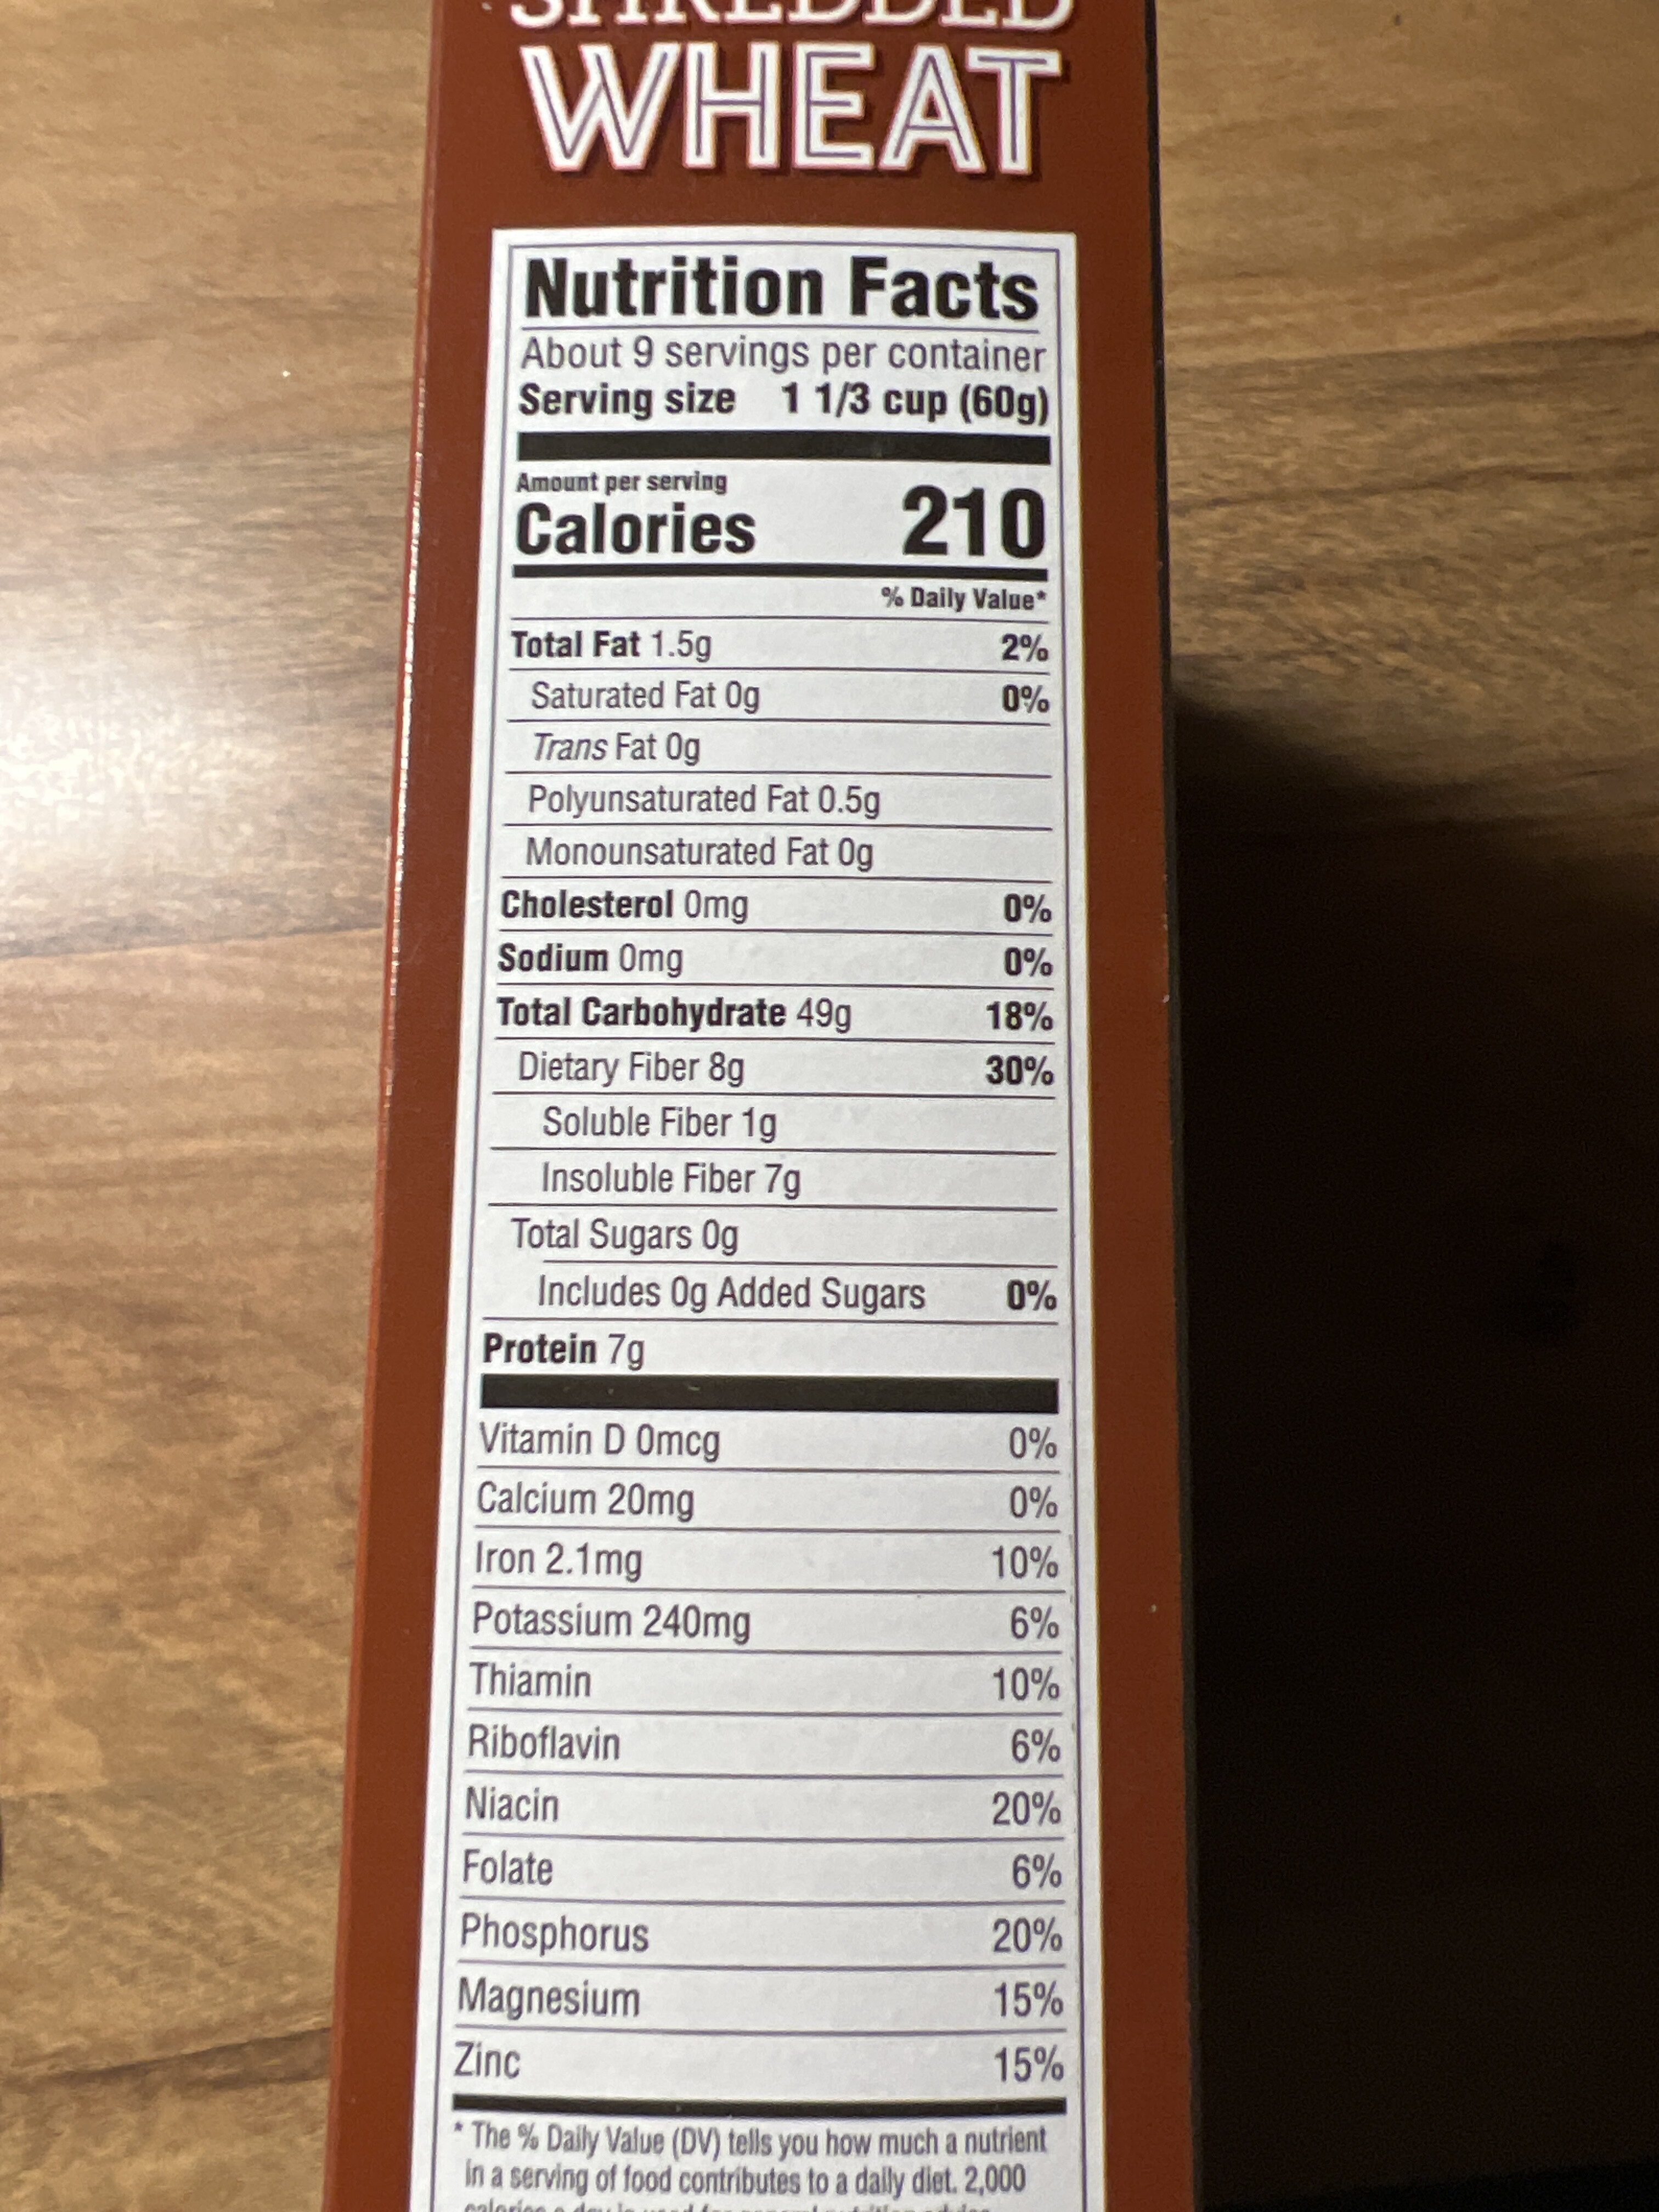 SHREDDED
WHEAT
Nutrition Facts
About 9 servings per container
Serving size 1 1/3 cup (60g)
Amount per serving
Calories 210
% Daily Value*
Total Fat 1.5g 2%
Saturated Fat 0g 0%
Trans Fat 0g
Polyunsaturated Fat 0.5g
Monounsaturated Fat 0g
Cholesterol 0mg 0%
Sodium 0mg 0%
Total Carbohydrate 49g 18%
Dietary Fiber 8g 30%
Soluble Fiber 1g
Insoluble Fiber 7g
Total Sugars 0g
Includes 0g Added Sugars 0%
Protein 7g
Vitamin D 0mcg 0%
Calcium 20mg 0%
Iron 2.1mg 10%
Potassium 240mg 6%
Thiamin 10%
Riboflavin 6%
Niacin 20%
Folate 6%
Phosphorus 20%
Magnesium 15%
Zinc 15%
* The % Daily Value (DV) tells you how much a nutrient
in a serving of food contributes to a daily diet. 2,000